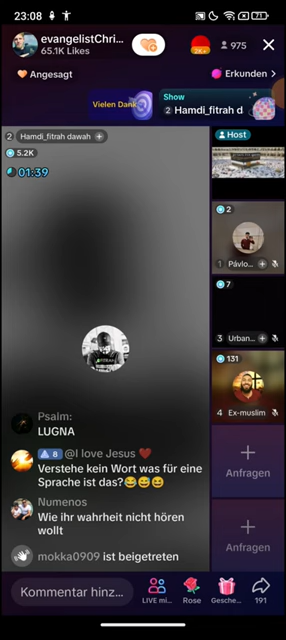 23:08
71
evangelistChri...
65.1K Likes
2K+
975
Angesagt
Erkunden
Vielen Dank
Show
2 Hamdi_fitrah d
2 Hamdi_fitrah dawah
5.2K
01:39
Host
2
1 Pávlo...
7
3 Urban...
131
4 Ex-muslim
Anfragen
Anfragen
Psalm:
LUGNA
8 @I love Jesus ❤️
Verstehe kein Wort was für eine
Sprache ist das?😂😅😆
Numenos
Wie ihr wahrheit nicht hören
wollt
mokka0909 ist beigetreten
Kommentar hinz...
LIVE mi...
Rose
Gesche...
191